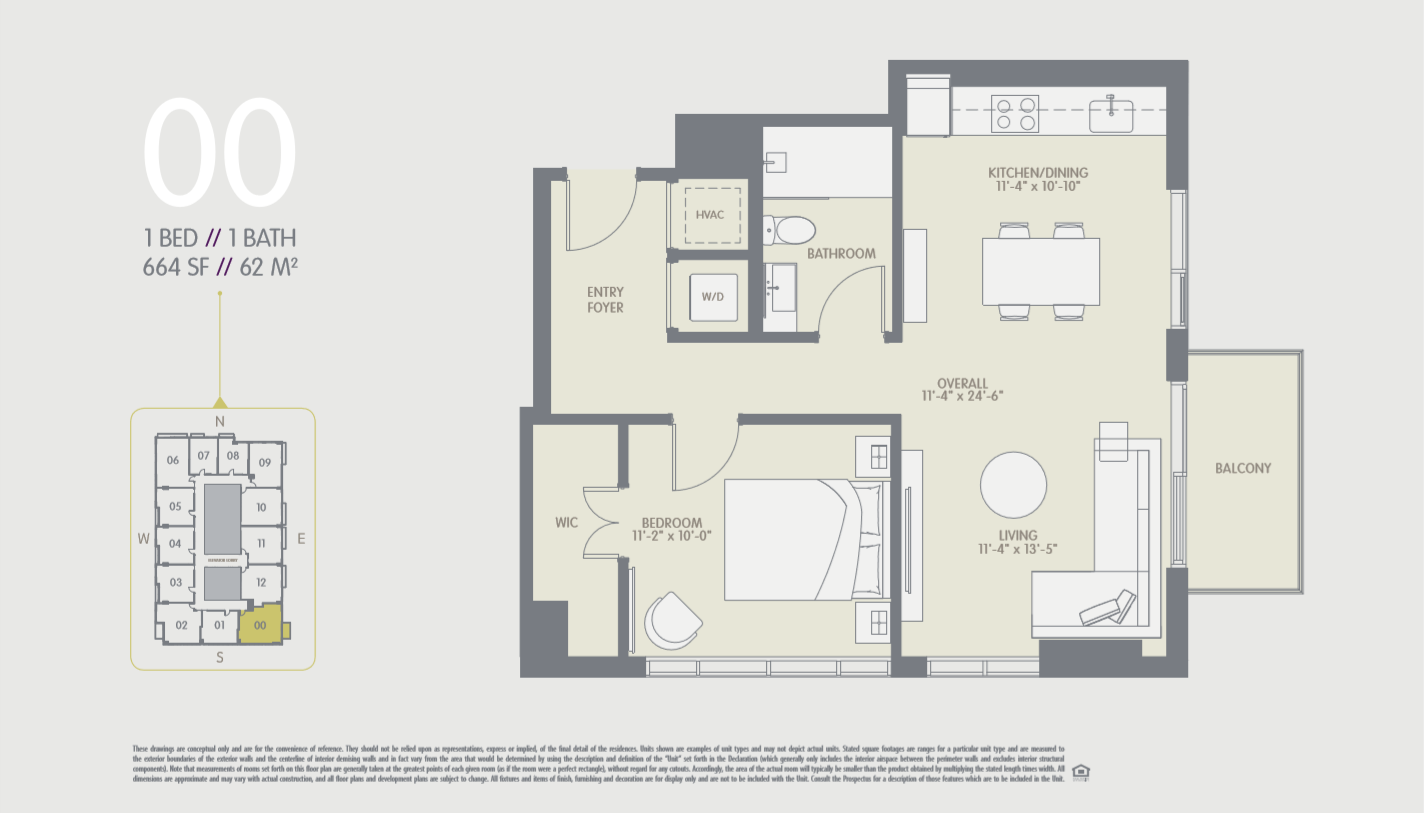 00
1 BED // 1 BATH
664 SF // 62 M²
N
06
07
08
09
05
10
W
04
11
E
ELEVATOR LOBBY
03
12
02
01
00
S
KITCHEN/DINING
11'-4" x 10'-10"
HVAC
BATHROOM
W/D
ENTRY
FOYER
OVERALL
11'-4" x 24'-6"
BALCONY
WIC
BEDROOM
11'-2" x 10'-0"
LIVING
11'-4" x 13'-5"
These drawings are conceptual only and are for the convenience of reference. They should not be relied upon as representations, express or implied, of the final detail of the residences. Units shown are examples of unit types and may not depict actual units. Stated square footages are ranges for a particular unit type and are measured to
the exterior boundaries of the exterior walls and the centerline of interior demising walls and in fact vary from the area that would be determined by using the description and definition of the "Unit" set forth in the Declaration (which generally only includes the interior airspace between the perimeter walls and excludes interior structural
components). Note that measurements of rooms set forth on this floor plan are generally taken at the greatest points of each given room (as if the room were a perfect rectangle), without regard for any cutouts. Accordingly, the area of the actual room will typically be smaller than the product obtained by multiplying the stated length times width. All
dimensions are approximate and may vary with actual construction, and all floor plans and development plans are subject to change. All fixtures and items of finish, furnishing and decoration are for display only and are not to be included with the Unit. Consult the Prospectus for a description of those features which are to be included in the Unit.